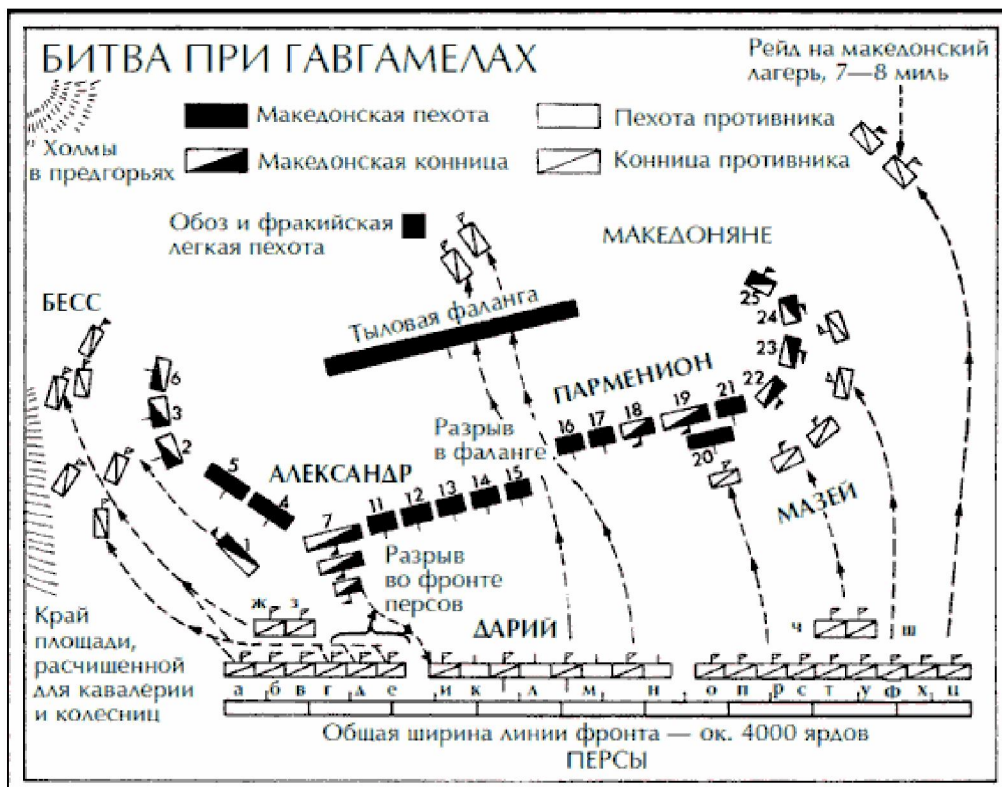 БИТВА ПРИ ГАВГАМЕЛАХ
Рейд на македонский
лагерь, 7—8 миль
Македонская пехота
Пехота противника
Македонская конница
Конница противника
Холмы
в предгорьях
Обоз и фракийская
легкая пехота
МАКЕДОНЯНЕ
БЕСС
Тыловая фаланга
25
24
23
22
6
3
2
5
4
1
АЛЕКСАНДР
ПАРМЕНИОН
Разрыв
в фаланге
16
17
18
19
21
20
7
11
12
13
14
15
МАЗЕЙ
Разрыв
во фронте
персов
Край
площади,
расчищенной
для кавалерии
и колесниц
ж з
ДАРИЙ
ч ш
а б в г д е и к л м н о п р с т у ф х ц
Общая ширина линии фронта — ок. 4000 ярдов
ПЕРСЫ